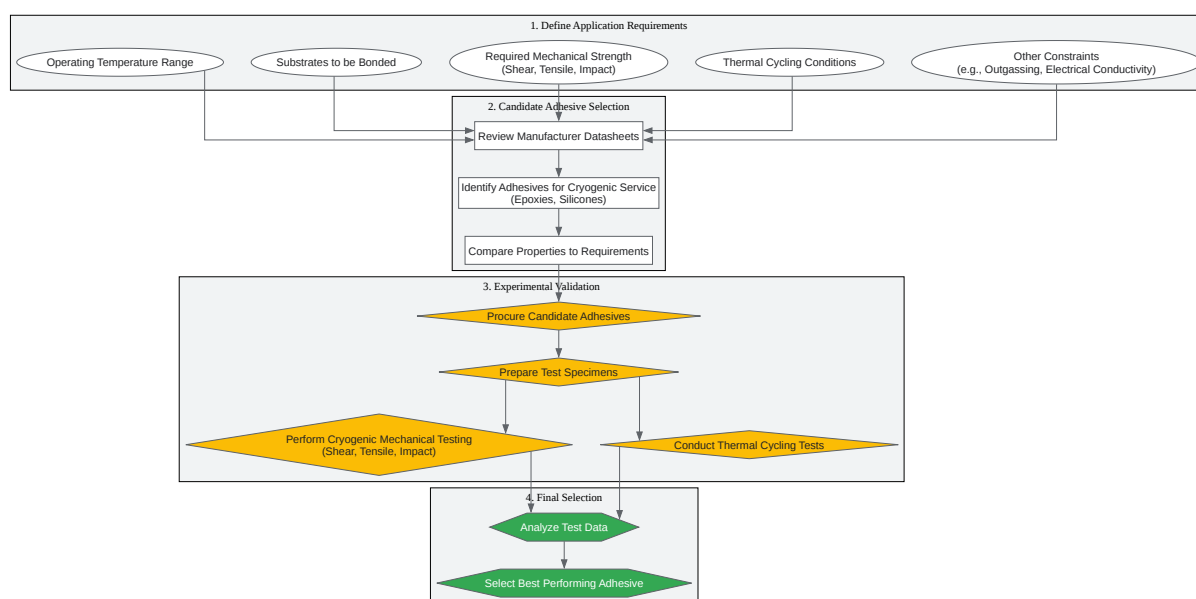 1. Define Application Requirements
Operating Temperature Range
Substrates to be Bonded
Required Mechanical Strength
(Shear, Tensile, Impact)
Thermal Cycling Conditions
Other Constraints
(e.g., Outgassing, Electrical Conductivity)
2. Candidate Adhesive Selection
Review Manufacturer Datasheets
Identify Adhesives for Cryogenic Service
(Epoxies, Silicones)
Compare Properties to Requirements
3. Experimental Validation
Procure Candidate Adhesives
Prepare Test Specimens
Perform Cryogenic Mechanical Testing
(Shear, Tensile, Impact)
Conduct Thermal Cycling Tests
4. Final Selection
Analyze Test Data
Select Best Performing Adhesive